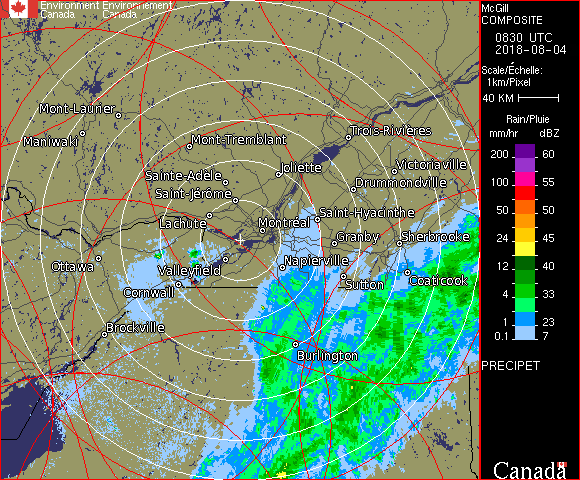 Environment Environnement
Canada Canada
McGill
COMPOSITE
0830 UTC
2018-08-04
Scale/Échelle:
1km/Pixel
40 KM
Rain/Pluie
mm/hr dBZ
200 60
150 57
100 55
50 50
24 45
12 40
4 33
1 23
0.1 7
PRECIPET
Canada
Mont-Laurier
Maniwaki
Mont-Tremblant
Trois-Rivières
Sainte-Adèle
Joliette
Victoriaville
Saint-Jérôme
Drummondville
Lachute
Saint-Hyacinthe
Montréal
Granby
Sherbrooke
Ottawa
Valleyfield
Napierville
Sutton
Coaticook
Cornwall
Brockville
Burlington